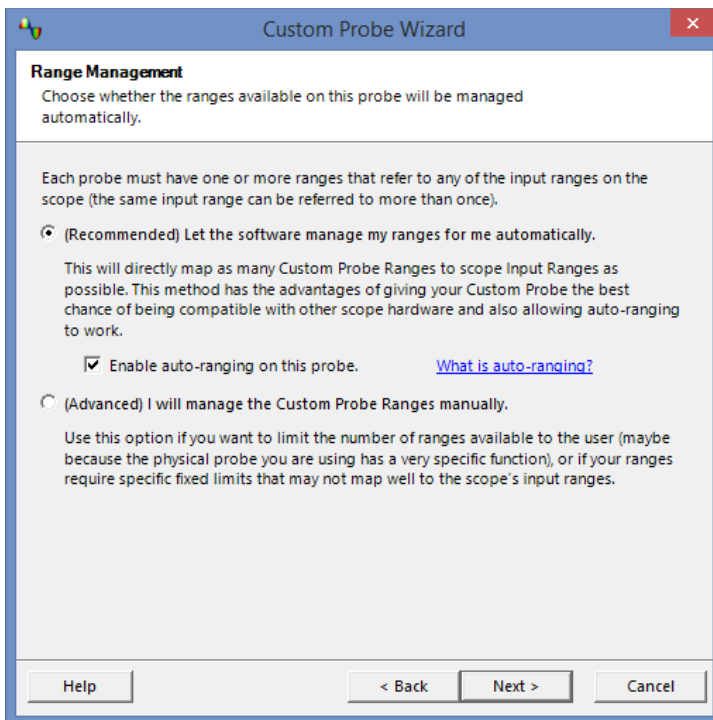 Custom Probe Wizard
Range Management
Choose whether the ranges available on this probe will be managed
automatically.
Each probe must have one or more ranges that refer to any of the input ranges on the
scope (the same input range can be referred to more than once).
(Recommended) Let the software manage my ranges for me automatically.
This will directly map as many Custom Probe Ranges to scope Input Ranges as
possible. This method has the advantages of giving your Custom Probe the best
chance of being compatible with other scope hardware and also allowing auto-ranging
to work.
Enable auto-ranging on this probe. What is auto-ranging?
(Advanced) I will manage the Custom Probe Ranges manually.
Use this option if you want to limit the number of ranges available to the user (maybe
because the physical probe you are using has a very specific function), or if your ranges
require specific fixed limits that may not map well to the scope's input ranges.
Help < Back Next > Cancel